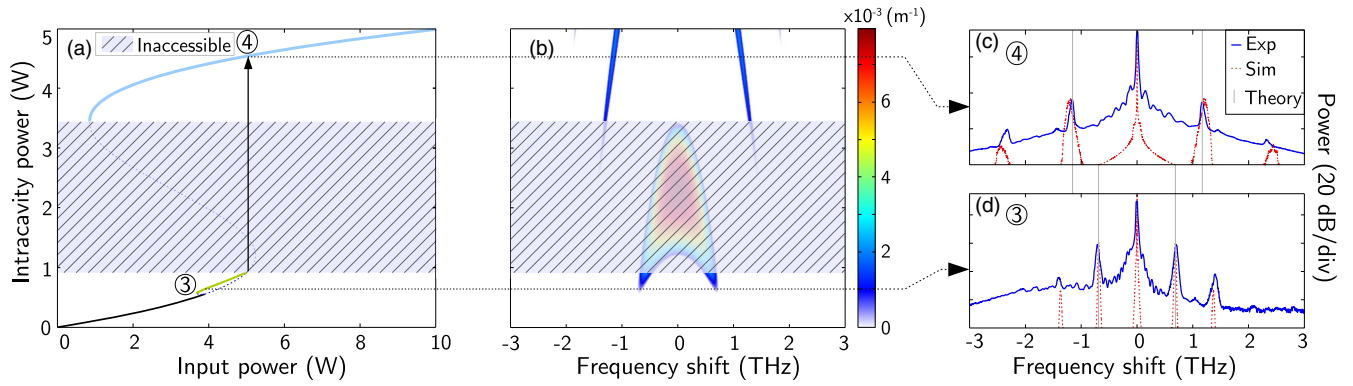 (a)
Inaccessible
④
③
Intracavity power (W)
5
4
3
2
1
0
0 2 4 6 8 10
Input power (W)
(b)
-3 -2 -1 0 1 2 3
Frequency shift (THz)
×10⁻³ (m⁻¹)
8
6
4
2
0
(c)
④
Exp
Sim
Theory
(d)
③
-3 -2 -1 0 1 2 3
Frequency shift (THz)
Power (20 dB/div)